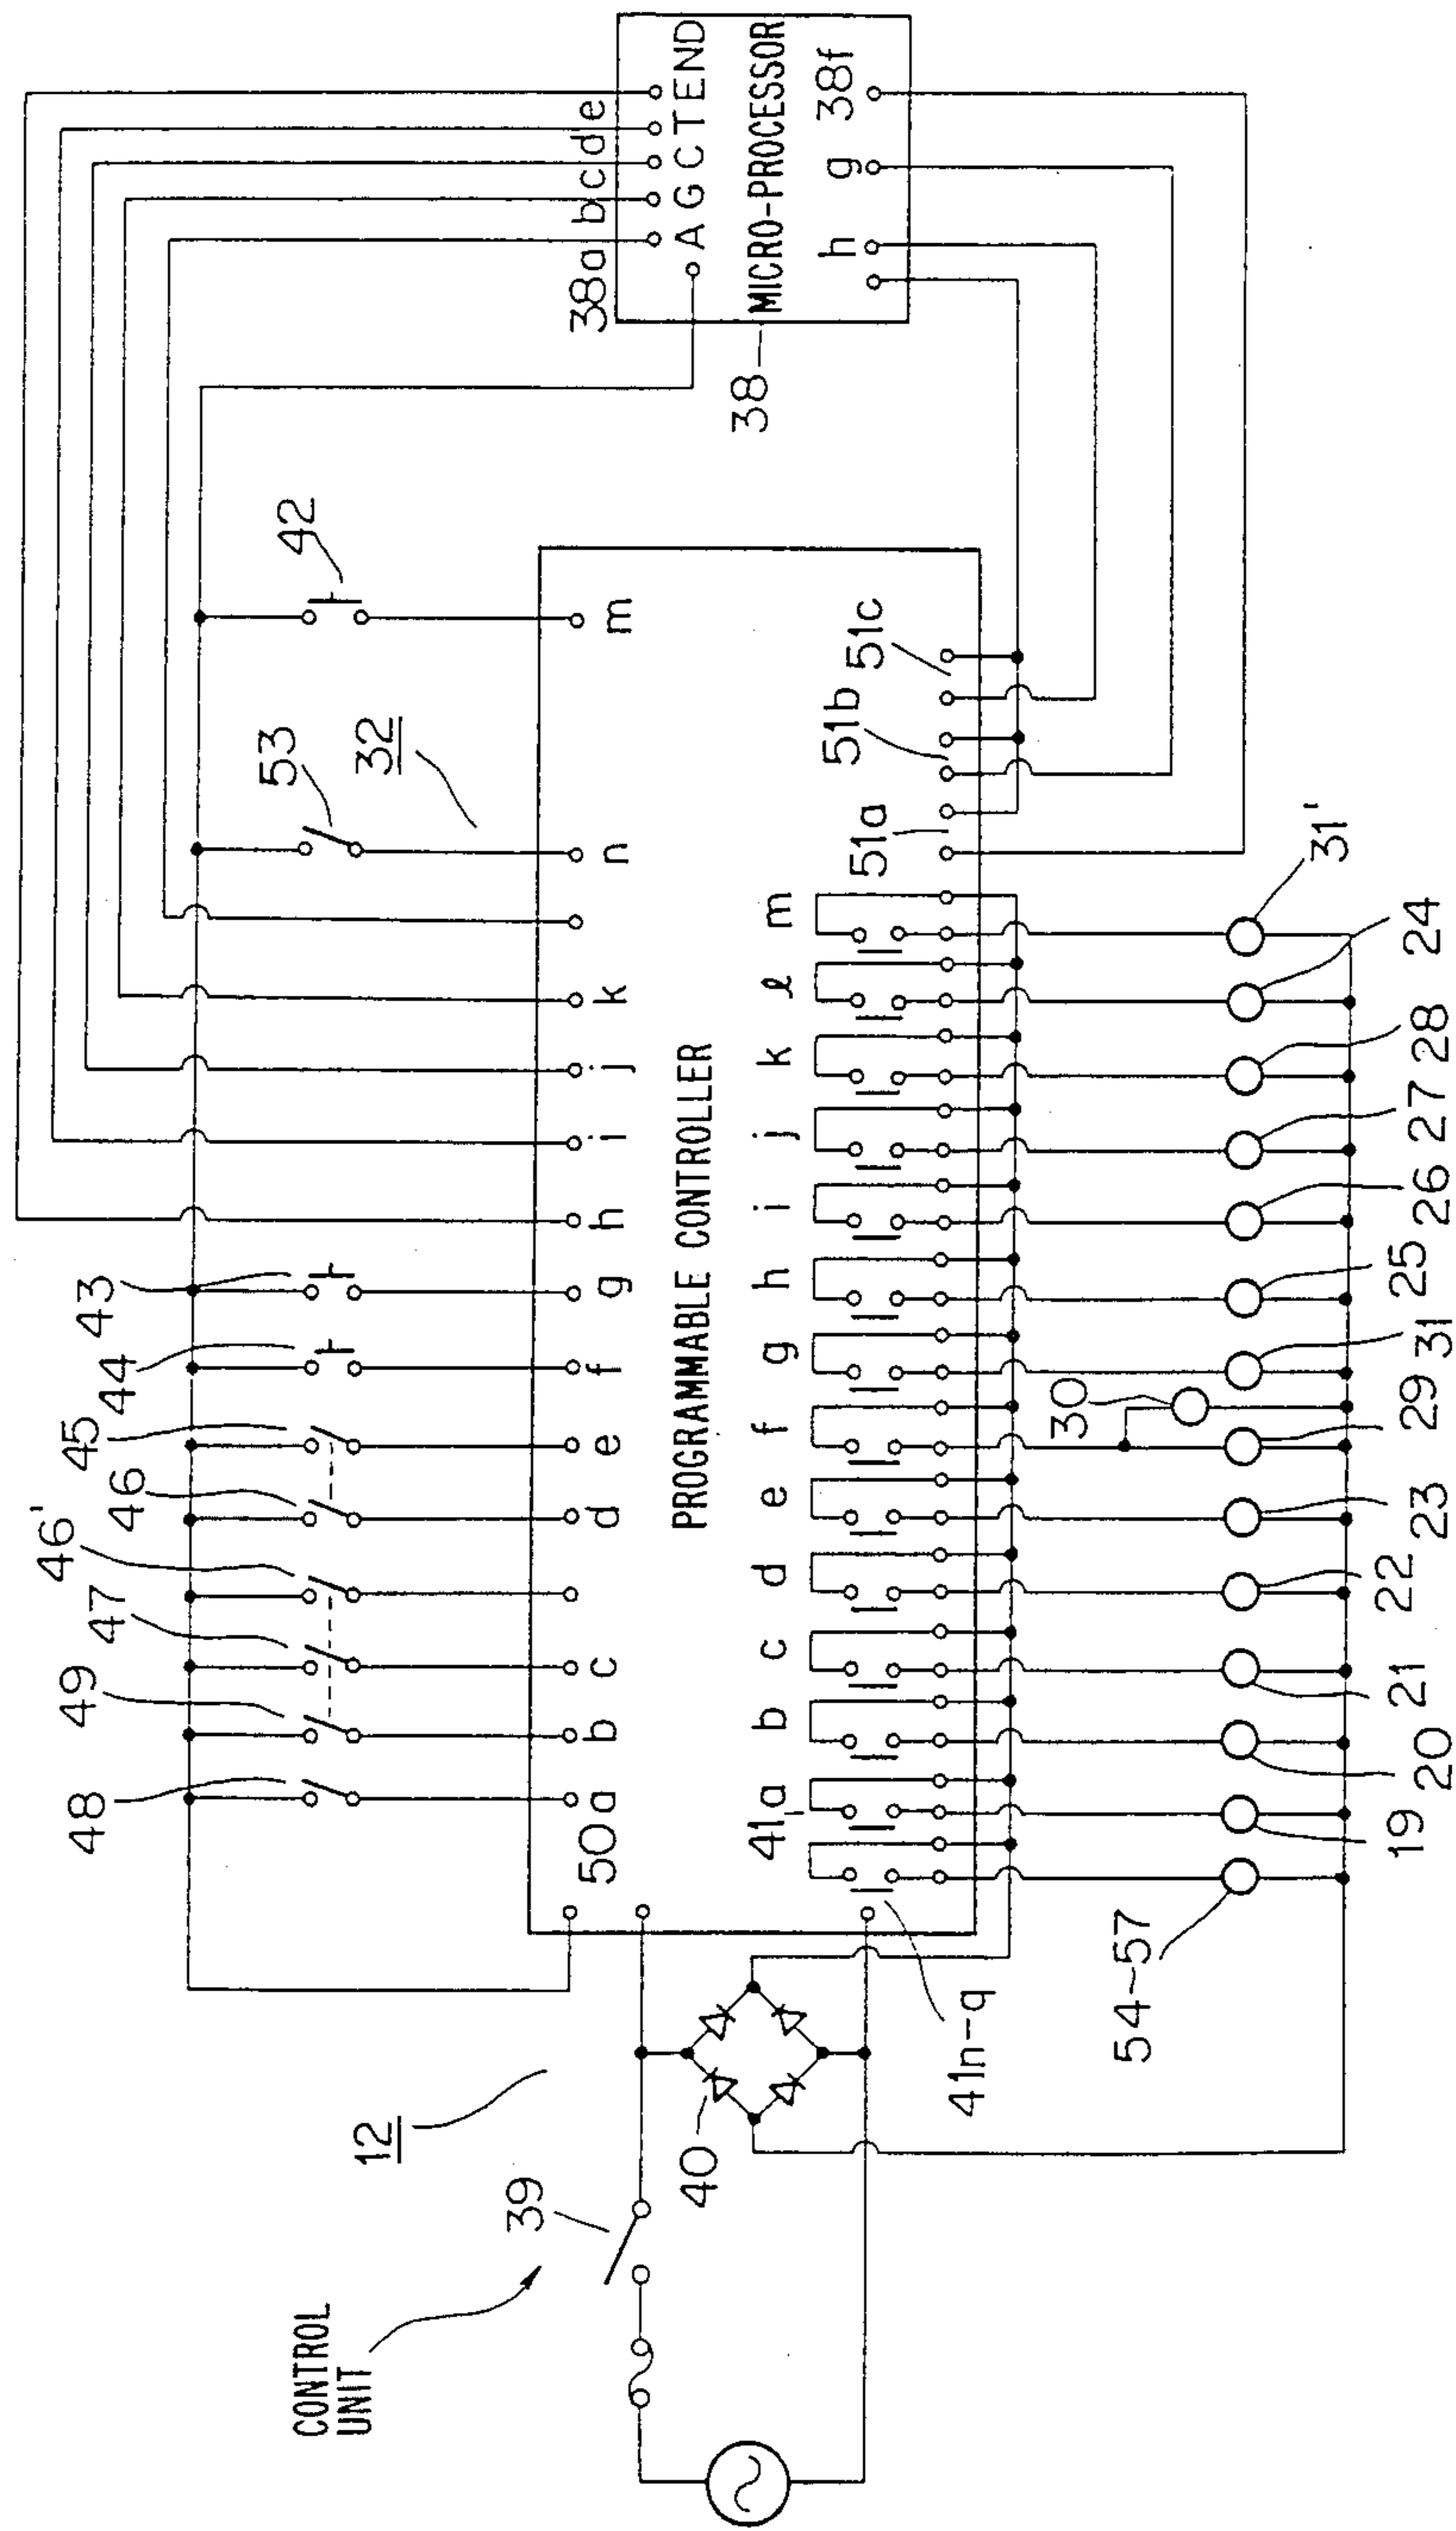 CONTROL
UNIT
12
39
40
48
49
47
46'
46
45
44
43
53
32
42
50a
b
c
d
e
f
g
h
i
j
k
n
m
PROGRAMMABLE CONTROLLER
41a
b
c
d
e
f
g
h
i
j
k
ℓ
m
51a
51b
51c
41n-q
54~57
19
20
21
22
23
29
30
31
25
26
27
28
24
31'
38a
b
c
d
e
A
G
C
T
END
MICRO-PROCESSOR
38
h
g
38f